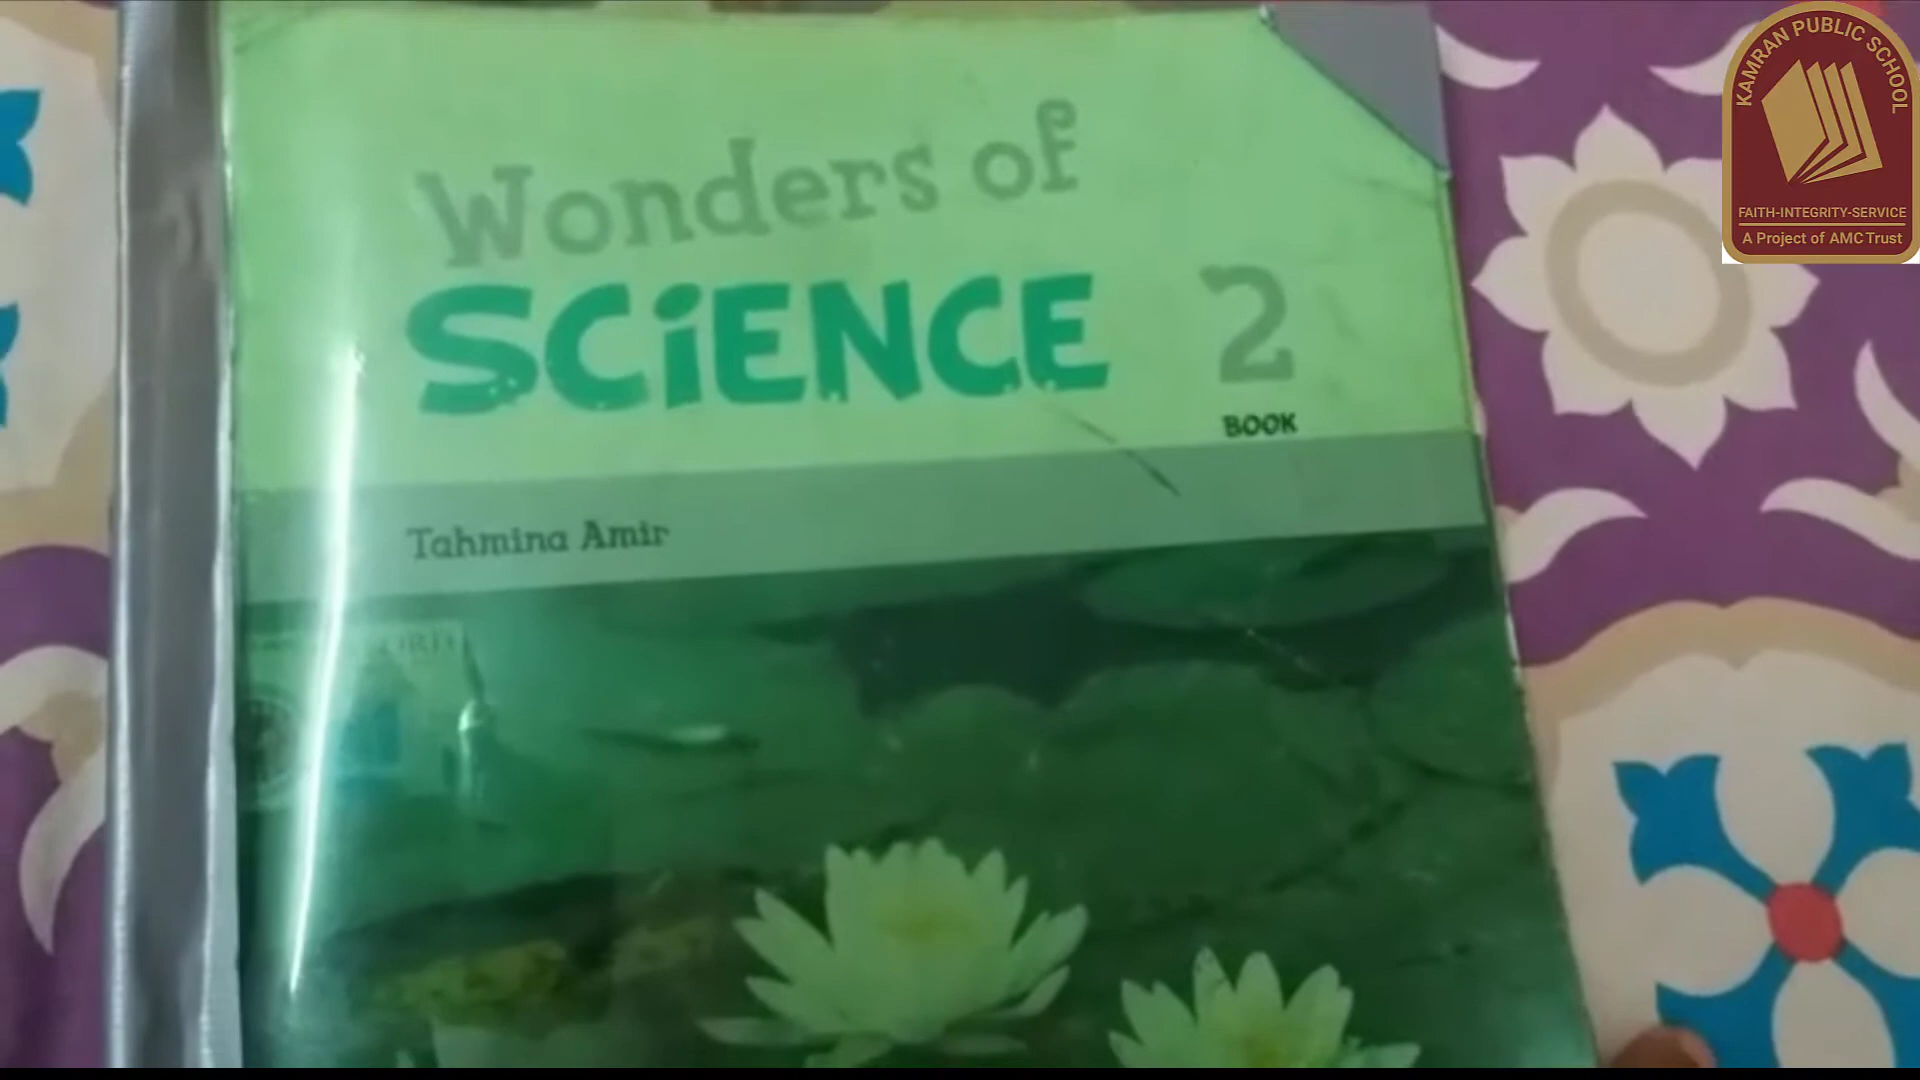 Wonders of
SCiENCE 2
BOOK
Tahmina Amir
KAMRAN PUBLIC SCHOOL
FAITH-INTEGRITY-SERVICE
A Project of AMC Trust